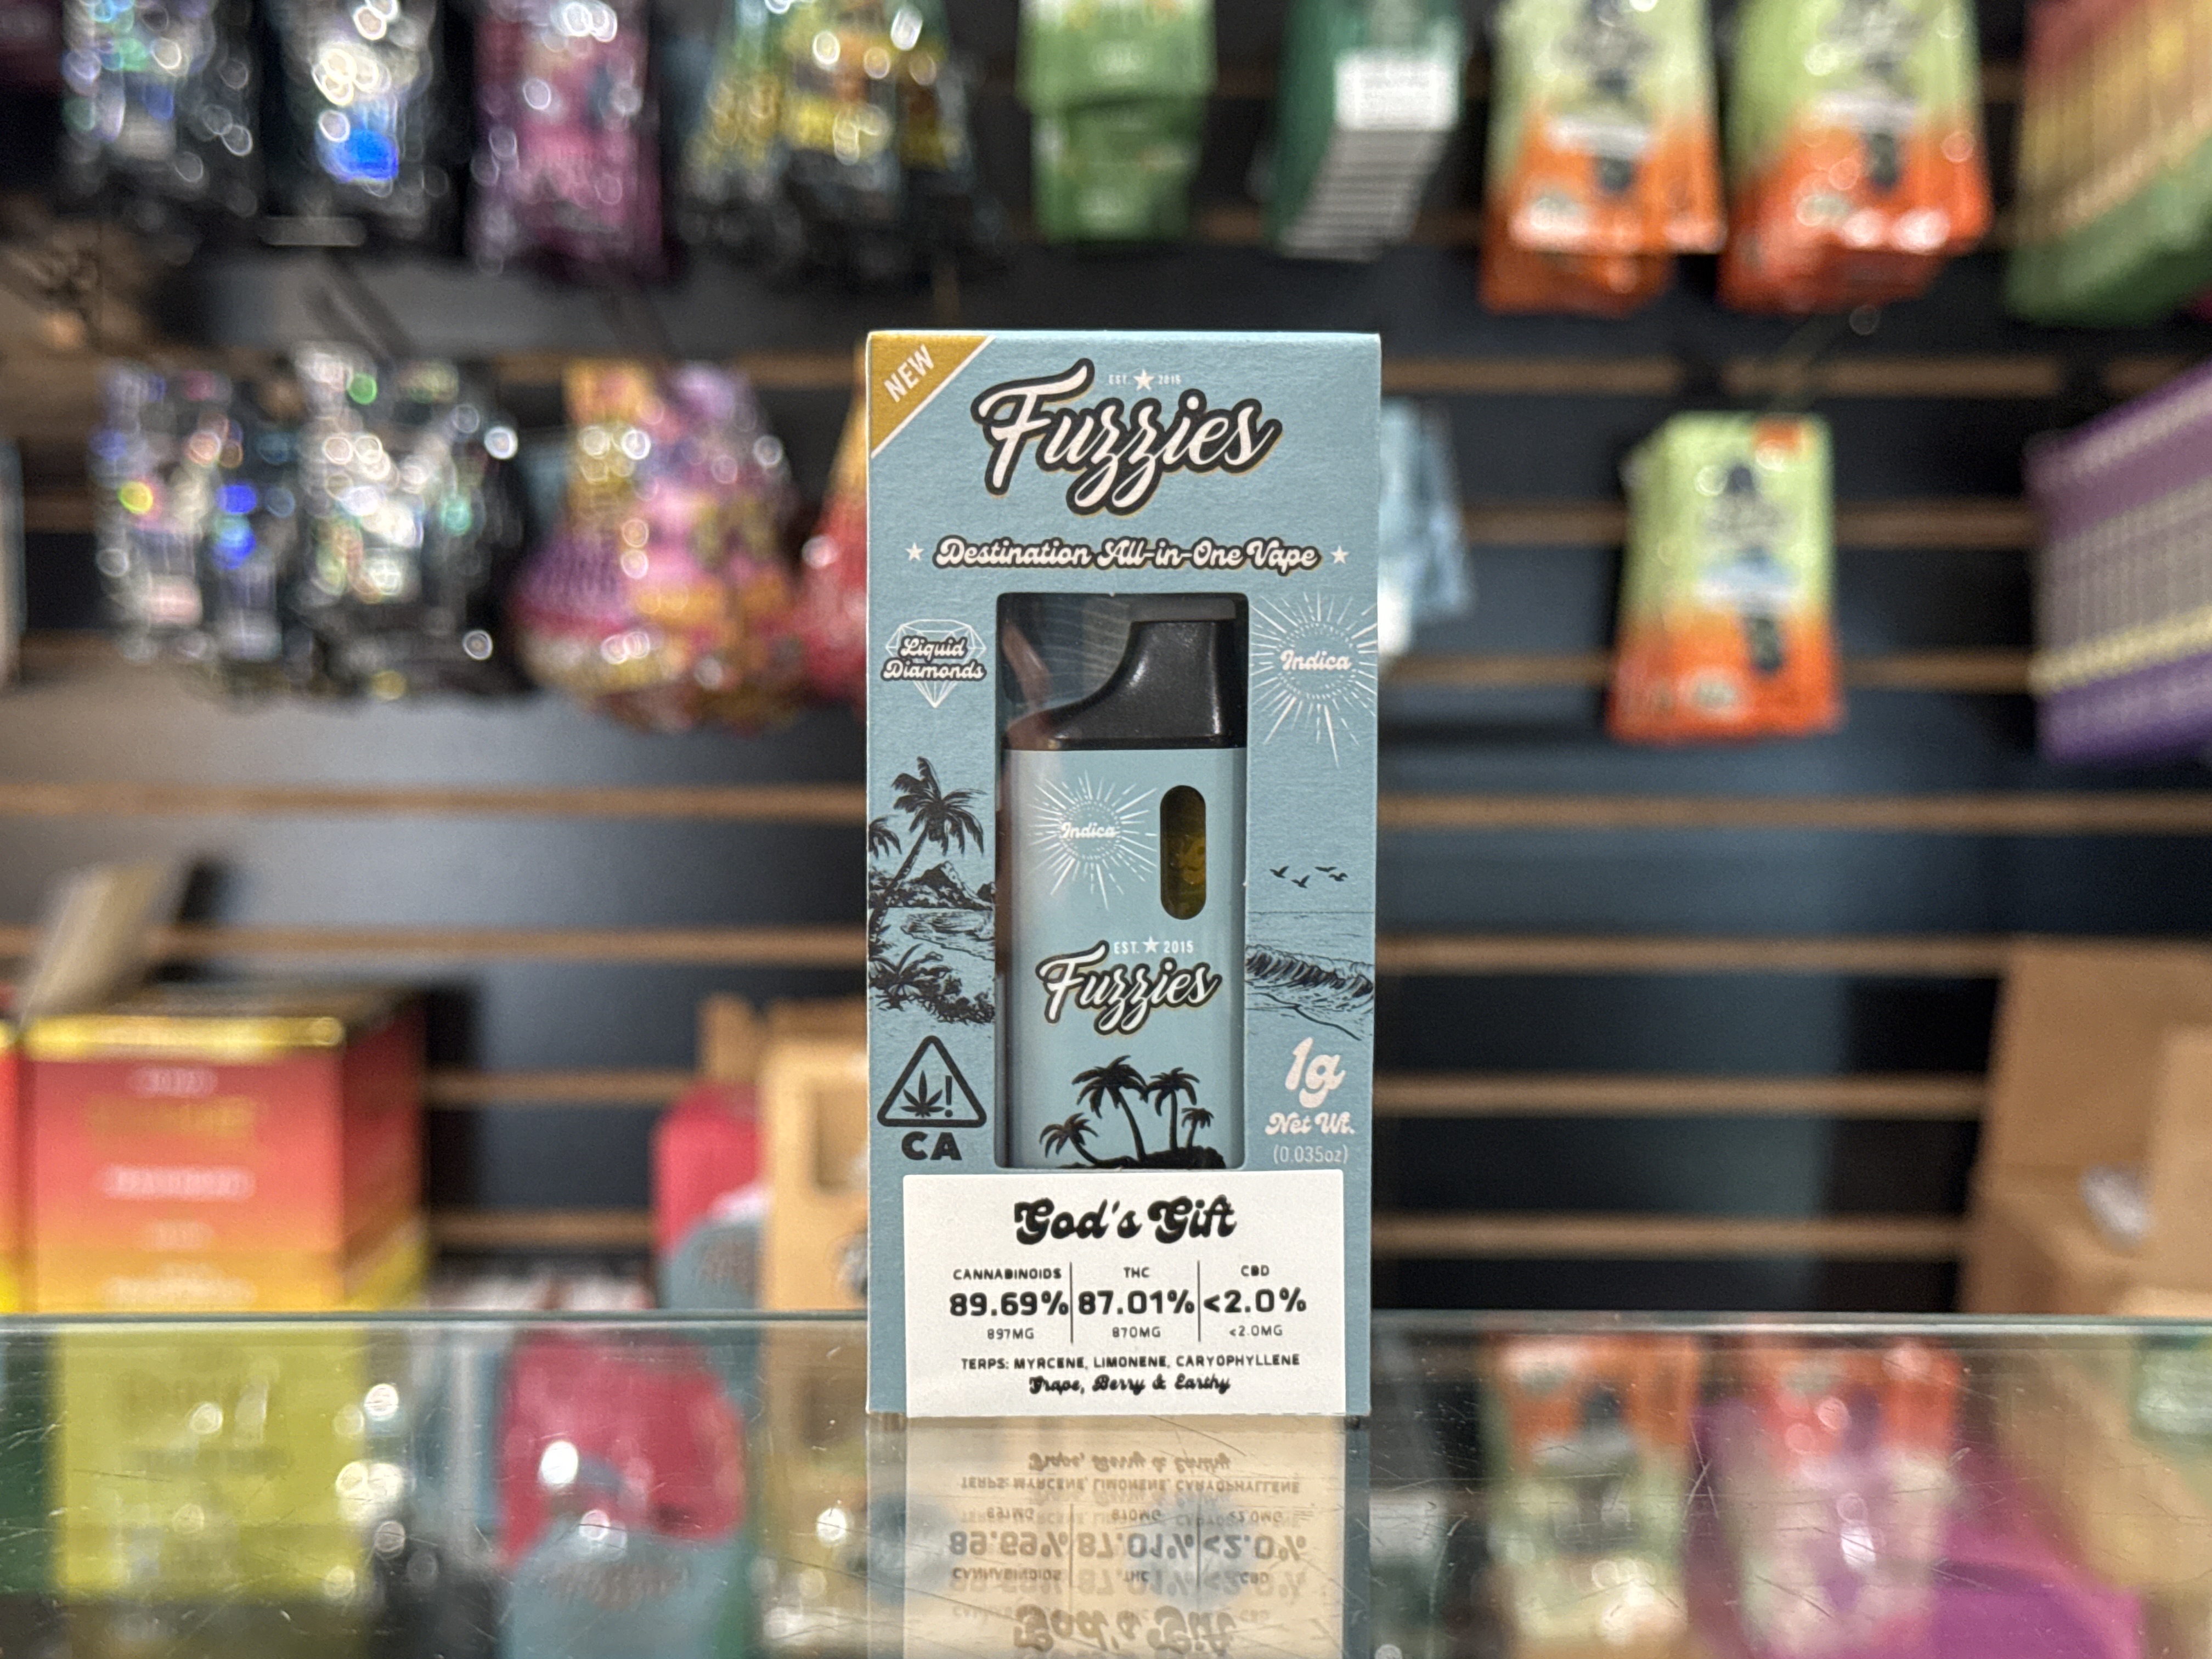 NEW
EST. ★ 2015
Fuzzies
★ Destination All-in-One Vape ★
Liquid
Diamonds
Indica
Indica
EST. ★ 2015
Fuzzies
CA
1g
Net Wt.
(0.035oz)
God's Gift
CANNABINOIDS THC CBD
89.69% 87.01% <2.0%
897MG 870MG <2.0MG
TERPS: MYRCENE, LIMONENE, CARYOPHYLLENE
Grape, Berry & Earthy